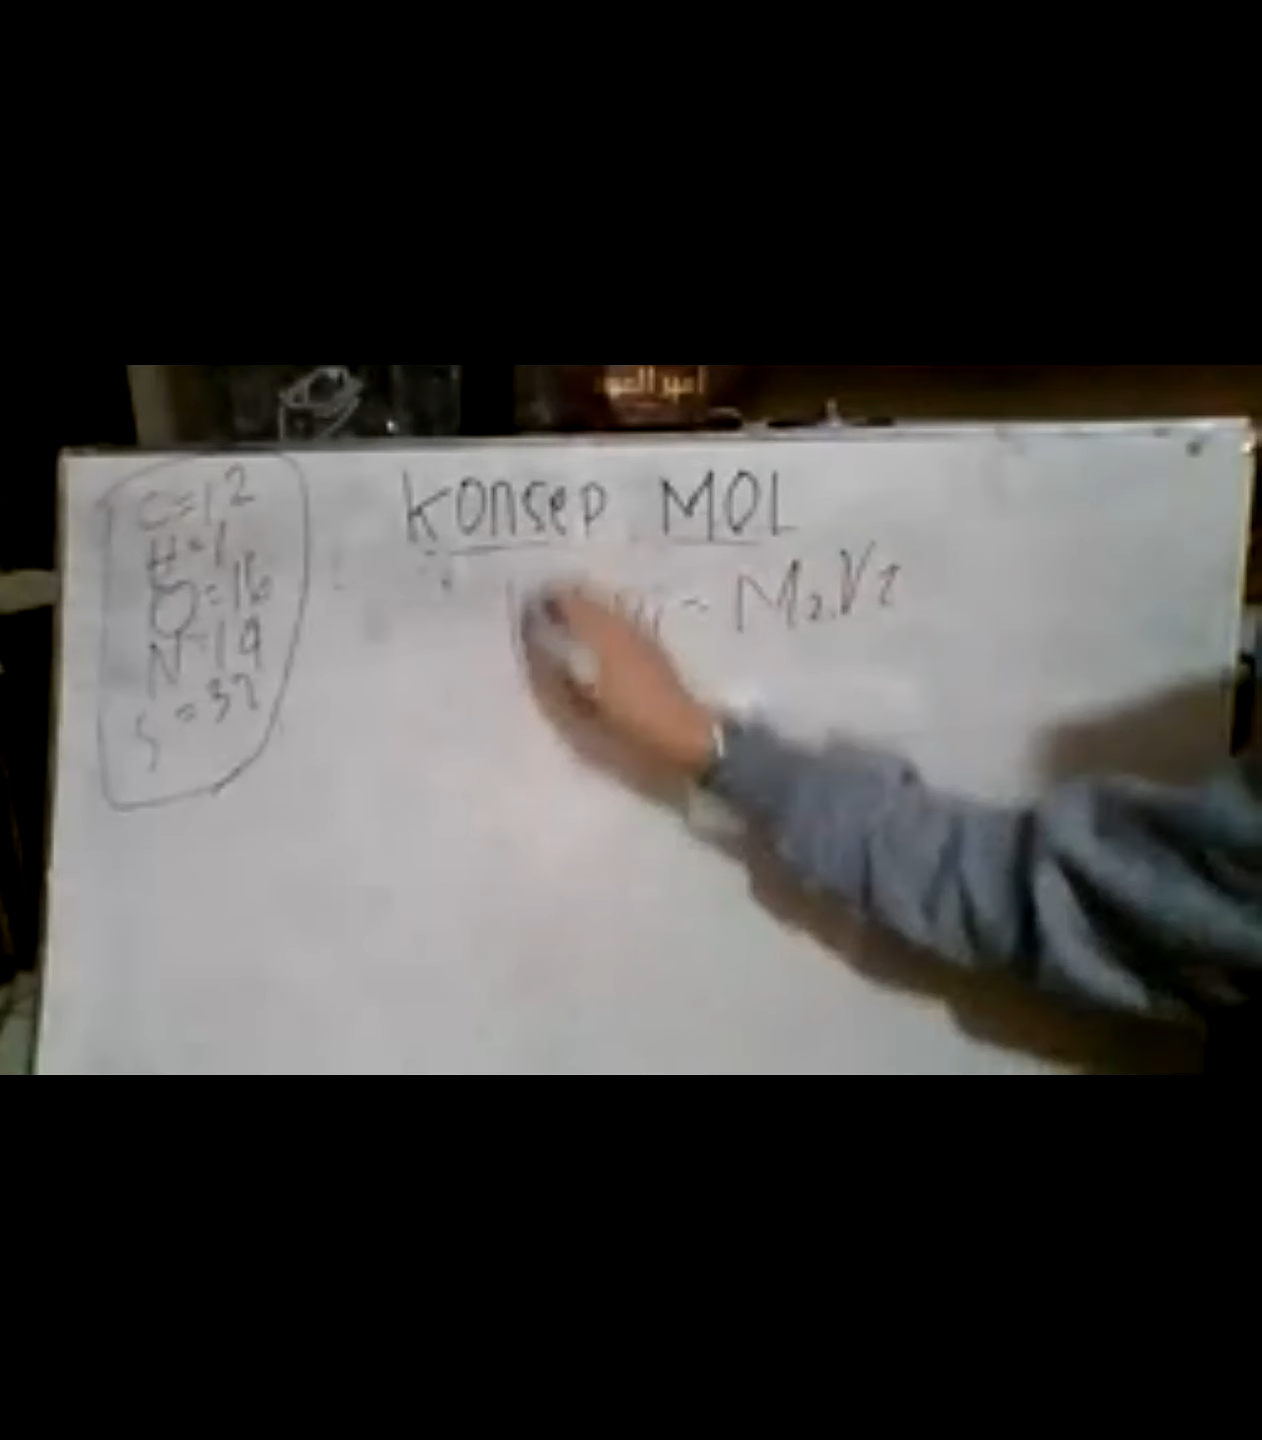 C=12
H=1
O=16
N=14
S=32
Konsep MOL
= M2.V2